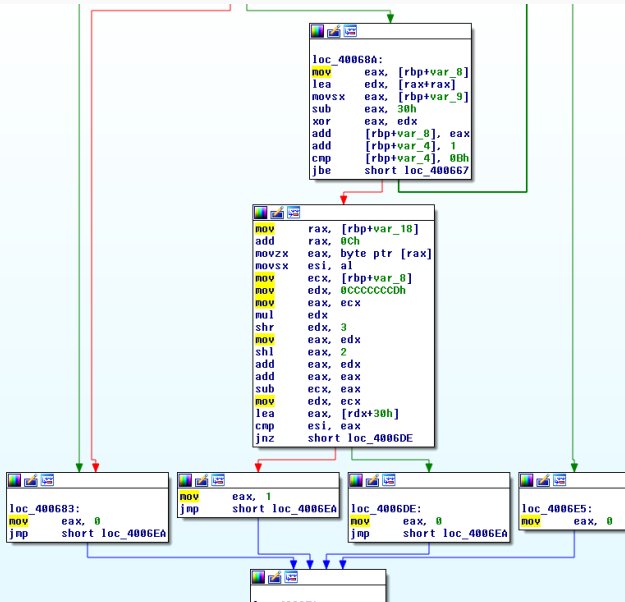 loc_40068A:
mov eax, [rbp+var_8]
lea edx, [rax+rax]
movsx eax, [rbp+var_9]
sub eax, 30h
xor eax, edx
add [rbp+var_8], eax
add [rbp+var_4], 1
cmp [rbp+var_4], 0Bh
jbe short loc_400667
mov rax, [rbp+var_18]
add rax, 0Ch
movzx eax, byte ptr [rax]
movsx esi, al
mov ecx, [rbp+var_8]
mov edx, 0CCCCCCCDh
mov eax, ecx
mul edx
shr edx, 3
mov eax, edx
shl eax, 2
add eax, edx
add eax, eax
sub ecx, eax
mov edx, ecx
lea eax, [rdx+30h]
cmp esi, eax
jnz short loc_4006DE
loc_400683:
mov eax, 0
jmp short loc_4006EA
mov eax, 1
jmp short loc_4006EA
loc_4006DE:
mov eax, 0
jmp short loc_4006EA
loc_4006E5:
mov eax, 0